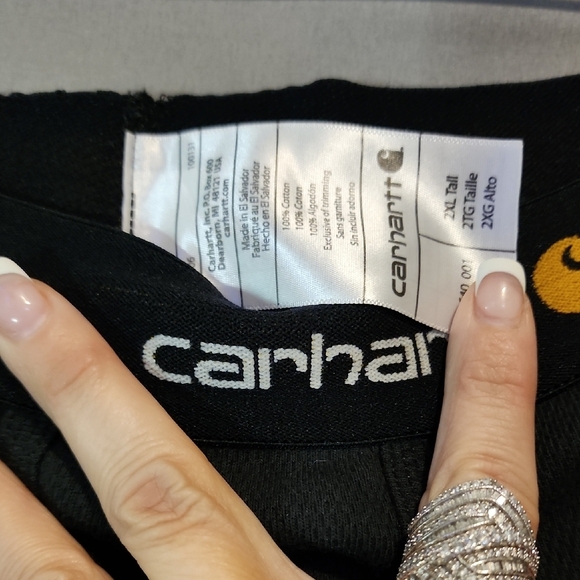 carhartt
2XL Tall
2TG Taille
2XG Alto
001
100% Cotton
100% Coton
100% Algodon
Exclusive of trimming
Sans garniture
Sin incluir adorno
Made in El Salvador
Fabriqué au El Salvador
Hecho en El Salvador
Carhartt, Inc. P.O. Box 600
Dearborn, MI 48121 USA
carhartt.com
carhar